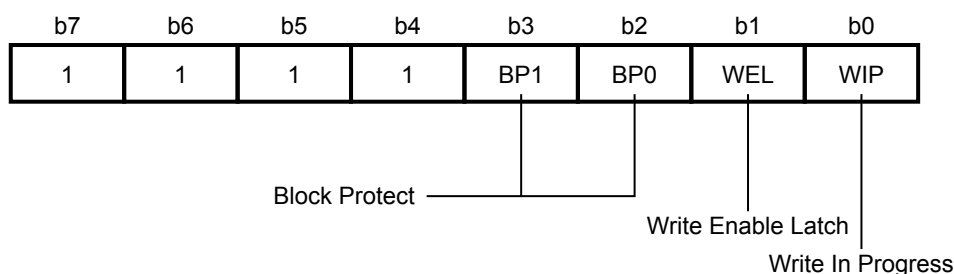 b7 b6 b5 b4 b3 b2 b1 b0
1 1 1 1 BP1 BP0 WEL WIP
Block Protect
Write Enable Latch
Write In Progress